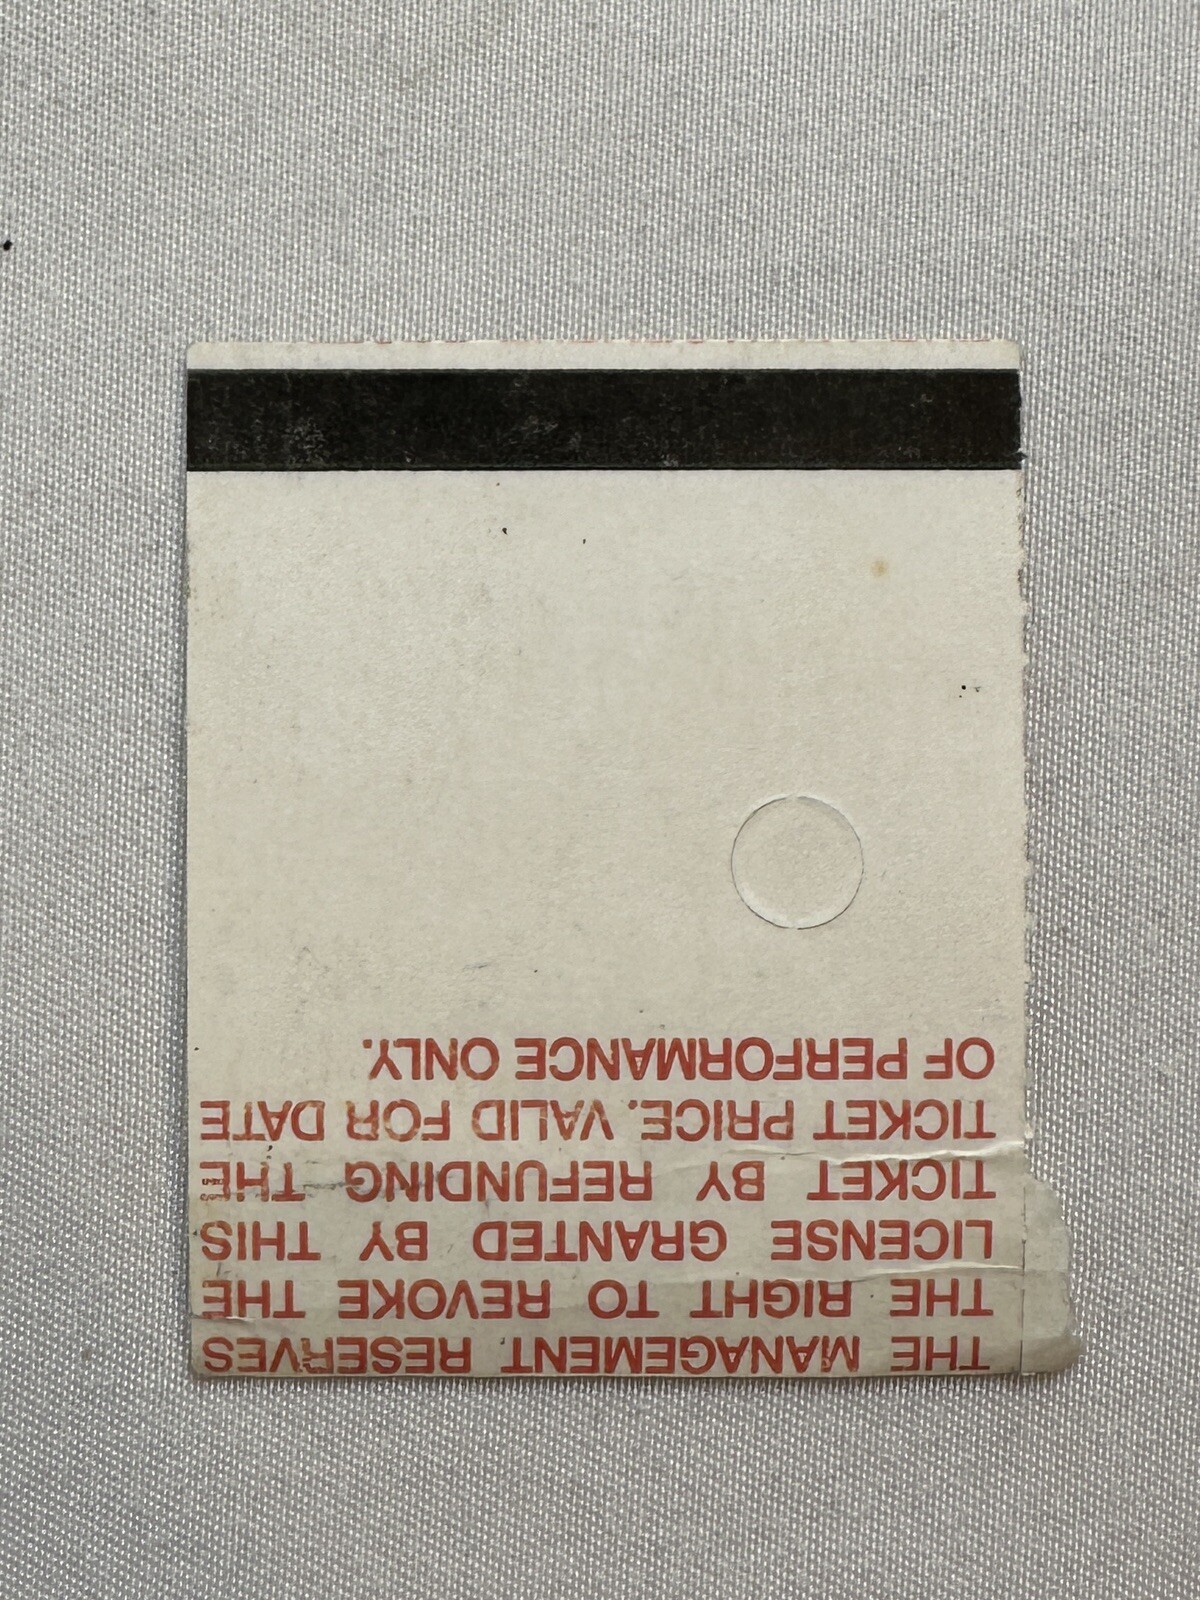 THE MANAGEMENT RESERVES
THE RIGHT TO REVOKE THE
LICENSE GRANTED BY THIS
TICKET BY REFUNDING THE
TICKET PRICE. VALID FOR DATE
OF PERFORMANCE ONLY.